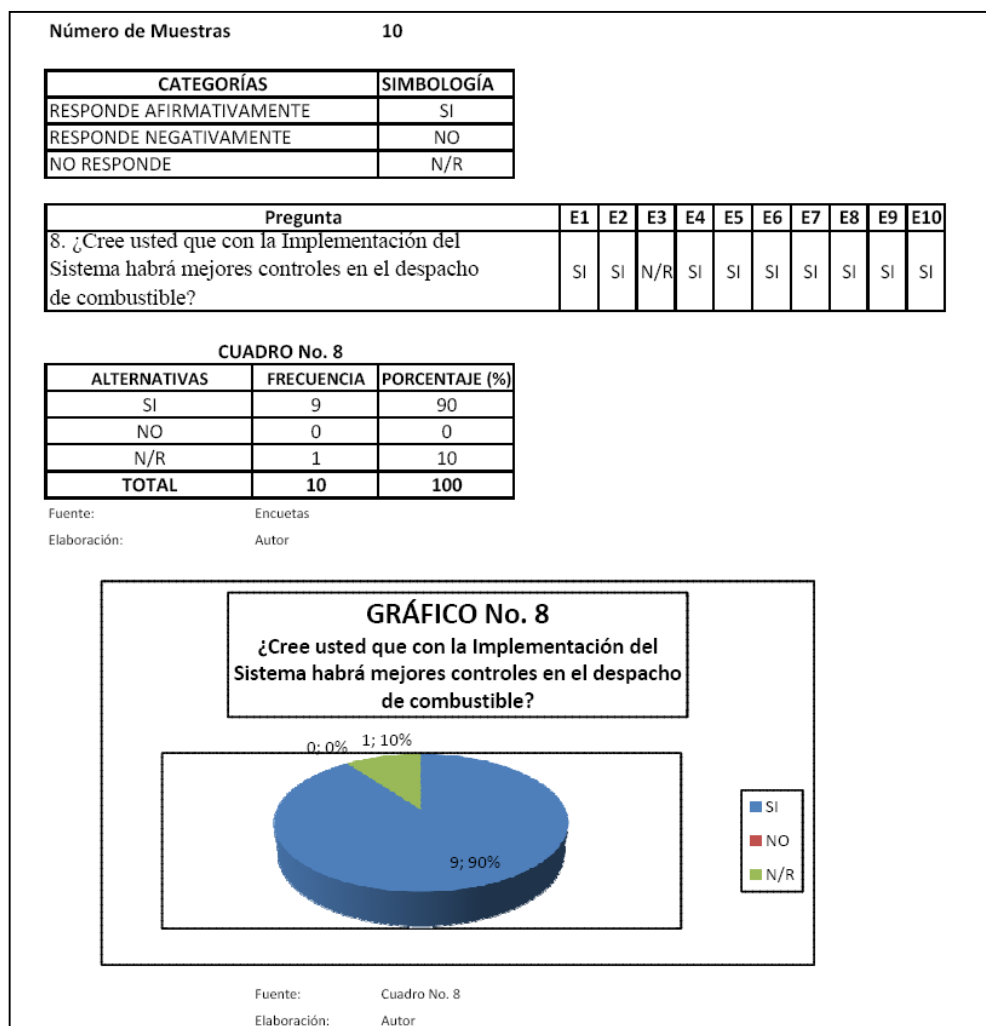 Número de Muestras 10
CATEGORÍAS SIMBOLOGÍA
RESPONDE AFIRMATIVAMENTE SI
RESPONDE NEGATIVAMENTE NO
NO RESPONDE N/R
Pregunta E1 E2 E3 E4 E5 E6 E7 E8 E9 E10
8. ¿Cree usted que con la Implementación del
Sistema habrá mejores controles en el despacho SI SI N/R SI SI SI SI SI SI SI
de combustible?
CUADRO No. 8
ALTERNATIVAS FRECUENCIA PORCENTAJE (%)
SI 9 90
NO 0 0
N/R 1 10
TOTAL 10 100
Fuente: Encuetas
Elaboración: Autor
GRÁFICO No. 8
¿Cree usted que con la Implementación del
Sistema habrá mejores controles en el despacho
de combustible?
0; 0% 1; 10%
9; 90%
SI
NO
N/R
Fuente: Cuadro No. 8
Elaboración: Autor